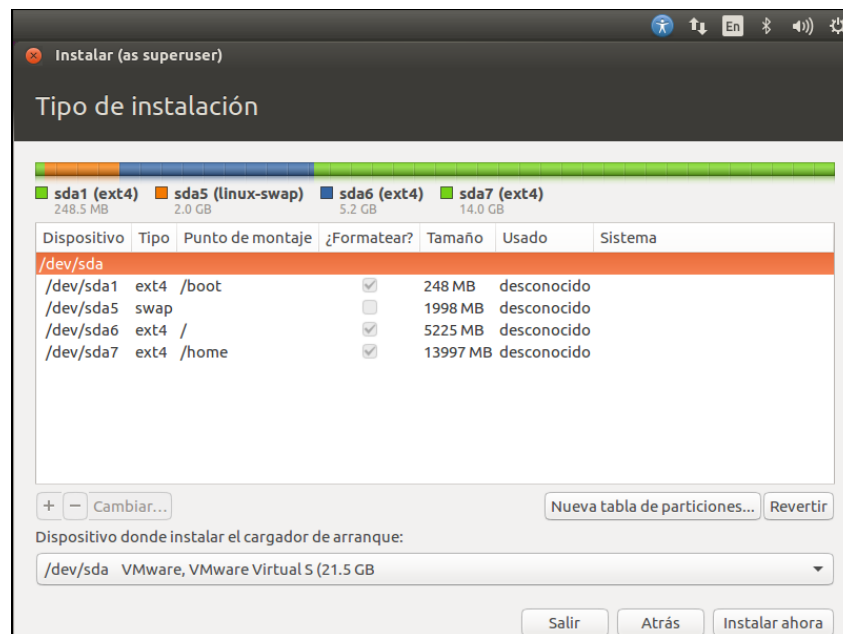 En
Instalar (as superuser)
Tipo de instalación
sda1 (ext4) sda5 (linux-swap) sda6 (ext4) sda7 (ext4)
248.5 MB 2.0 GB 5.2 GB 14.0 GB
Dispositivo Tipo Punto de montaje ¿Formatear? Tamaño Usado Sistema
/dev/sda
/dev/sda1 ext4 /boot 248 MB desconocido
/dev/sda5 swap 1998 MB desconocido
/dev/sda6 ext4 / 5225 MB desconocido
/dev/sda7 ext4 /home 13997 MB desconocido
+ − Cambiar... Nueva tabla de particiones... Revertir
Dispositivo donde instalar el cargador de arranque:
/dev/sda VMware, VMware Virtual S (21.5 GB
Salir Atrás Instalar ahora